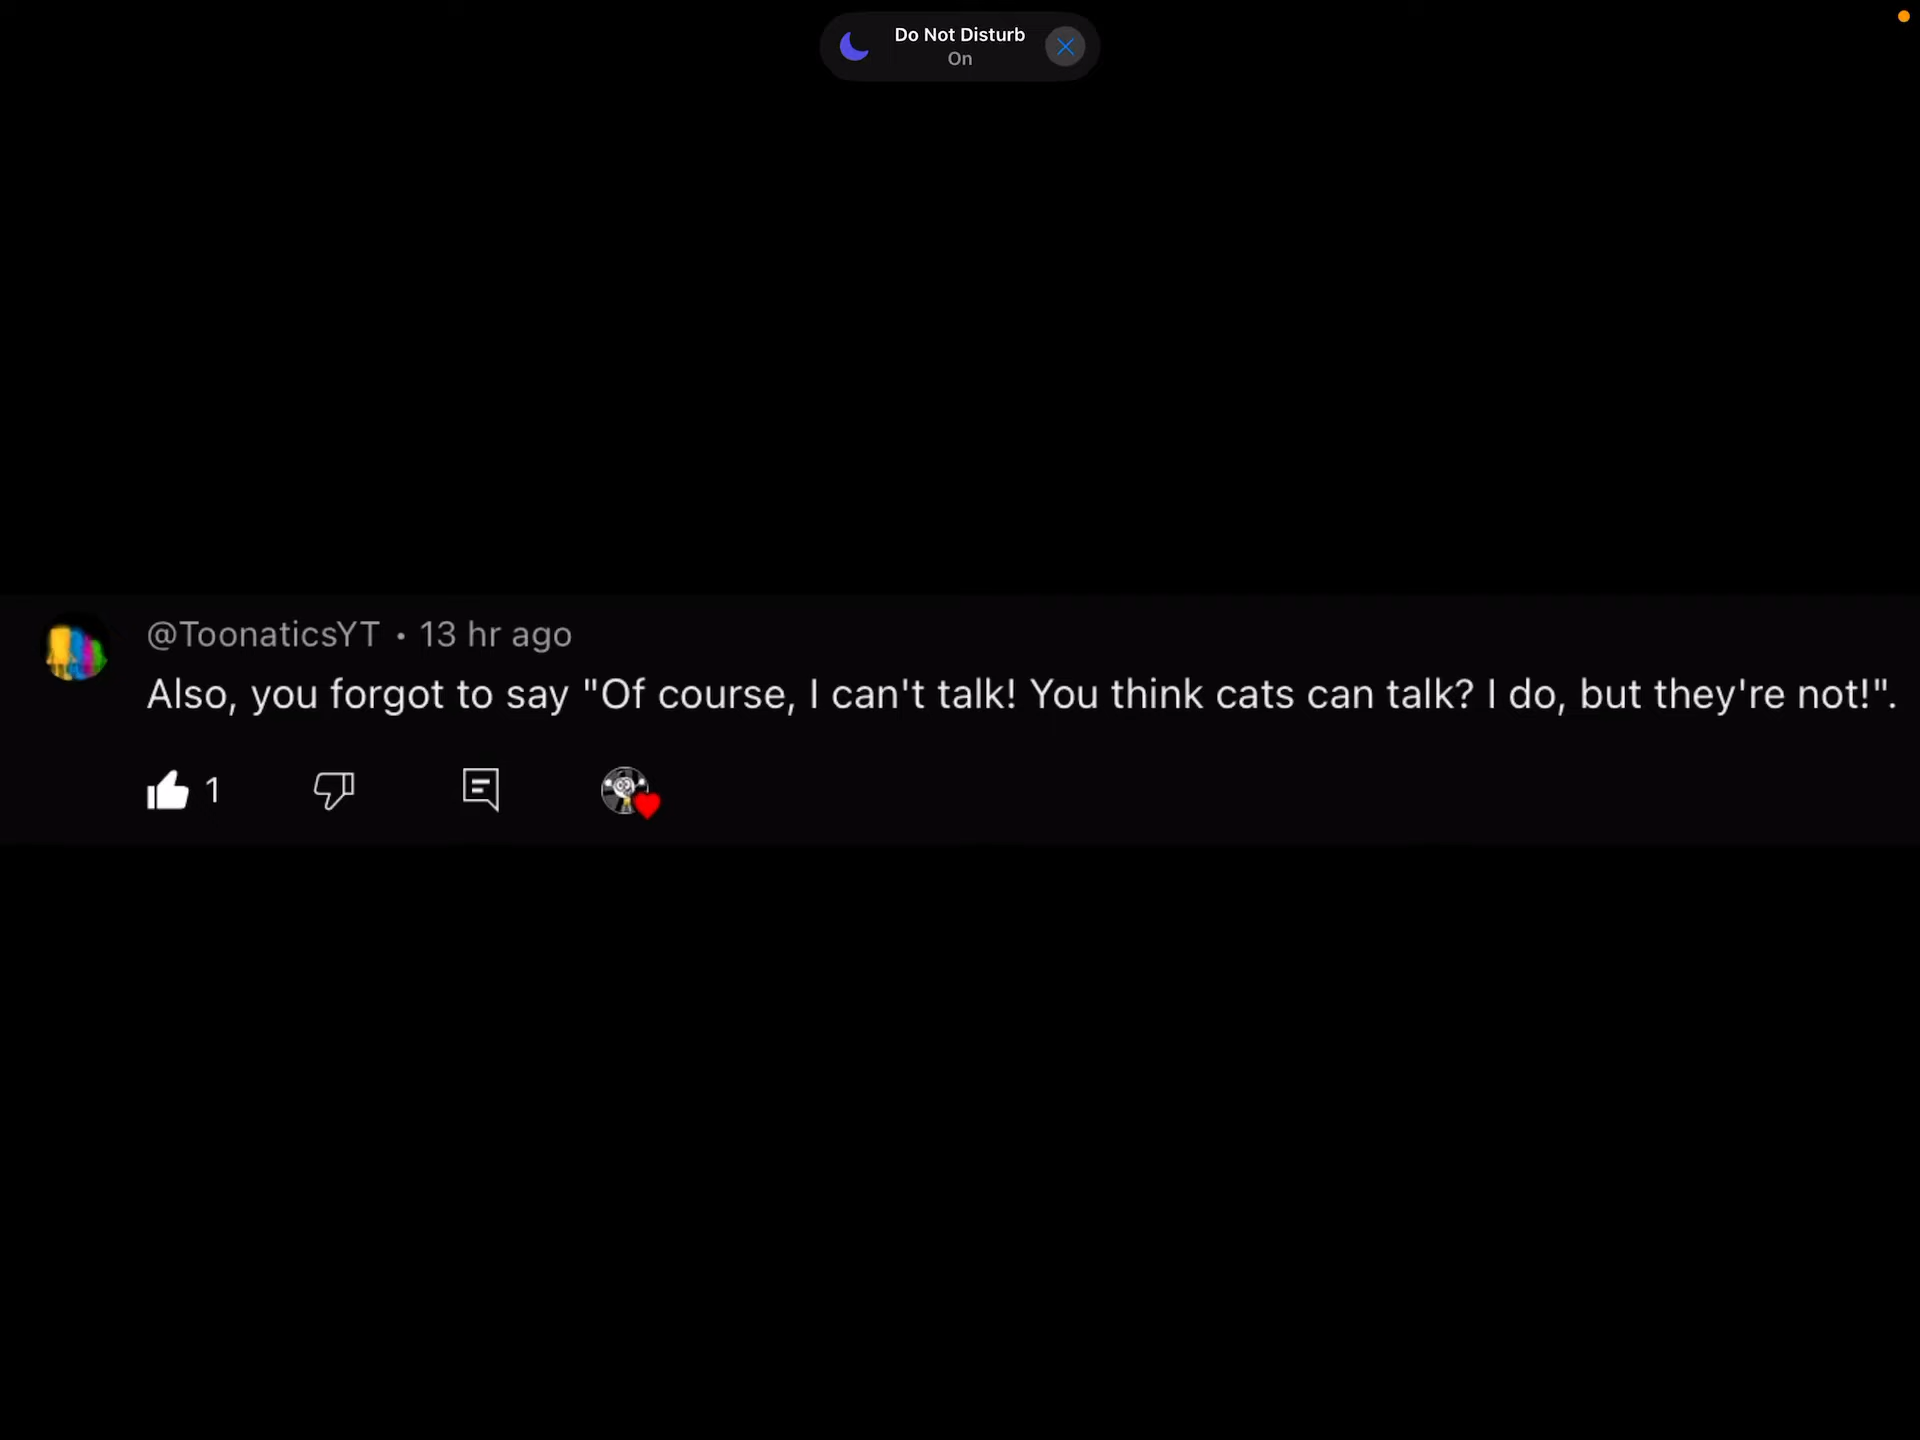 Do Not Disturb
On
@ToonaticsYT • 13 hr ago
Also, you forgot to say "Of course, I can't talk! You think cats can talk? I do, but they're not!".
1